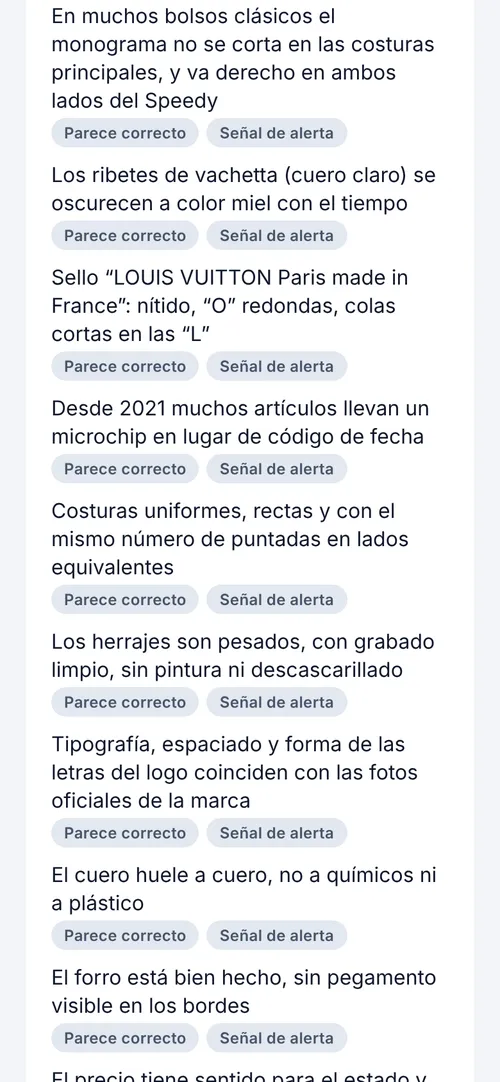 En muchos bolsos clásicos el
monograma no se corta en las costuras
principales, y va derecho en ambos
lados del Speedy
Parece correcto Señal de alerta
Los ribetes de vachetta (cuero claro) se
oscurecen a color miel con el tiempo
Parece correcto Señal de alerta
Sello “LOUIS VUITTON Paris made in
France”: nítido, “O” redondas, colas
cortas en las “L”
Parece correcto Señal de alerta
Desde 2021 muchos artículos llevan un
microchip en lugar de código de fecha
Parece correcto Señal de alerta
Costuras uniformes, rectas y con el
mismo número de puntadas en lados
equivalentes
Parece correcto Señal de alerta
Los herrajes son pesados, con grabado
limpio, sin pintura ni descascarillado
Parece correcto Señal de alerta
Tipografía, espaciado y forma de las
letras del logo coinciden con las fotos
oficiales de la marca
Parece correcto Señal de alerta
El cuero huele a cuero, no a químicos ni
a plástico
Parece correcto Señal de alerta
El forro está bien hecho, sin pegamento
visible en los bordes
Parece correcto Señal de alerta
El precio tiene sentido para el estado y